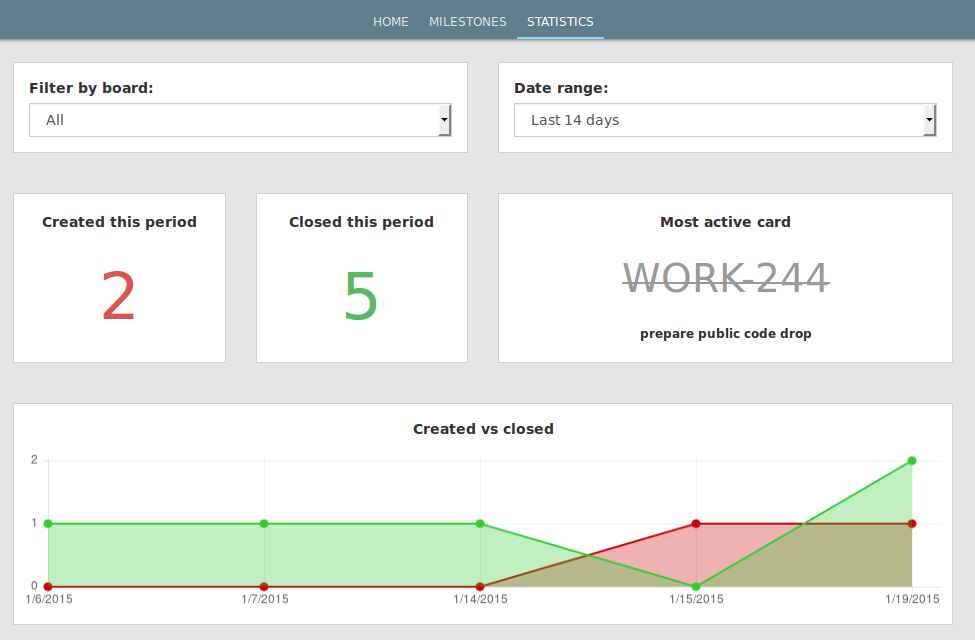 HOME MILESTONES STATISTICS
Filter by board:
All
Date range:
Last 14 days
Created this period
2
Closed this period
5
Most active card
WORK-244
prepare public code drop
Created vs closed
2
1
0
1/6/2015 1/7/2015 1/14/2015 1/15/2015 1/19/2015